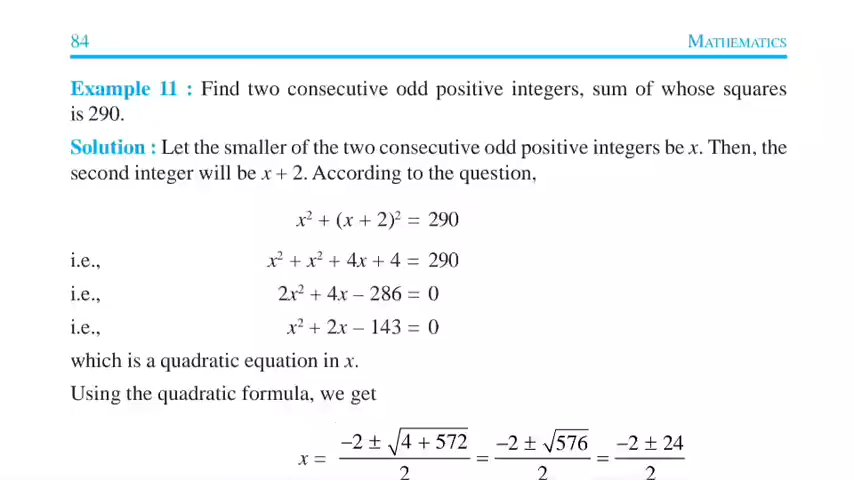 84 MATHEMATICS
Example 11 : Find two consecutive odd positive integers, sum of whose squares
is 290.
Solution : Let the smaller of the two consecutive odd positive integers be x. Then, the
second integer will be x + 2. According to the question,
x² + (x + 2)² = 290
i.e., x² + x² + 4x + 4 = 290
i.e., 2x² + 4x – 286 = 0
i.e., x² + 2x – 143 = 0
which is a quadratic equation in x.
Using the quadratic formula, we get
x = (–2 ± √(4 + 572))/2 = (–2 ± √576)/2 = (–2 ± 24)/2